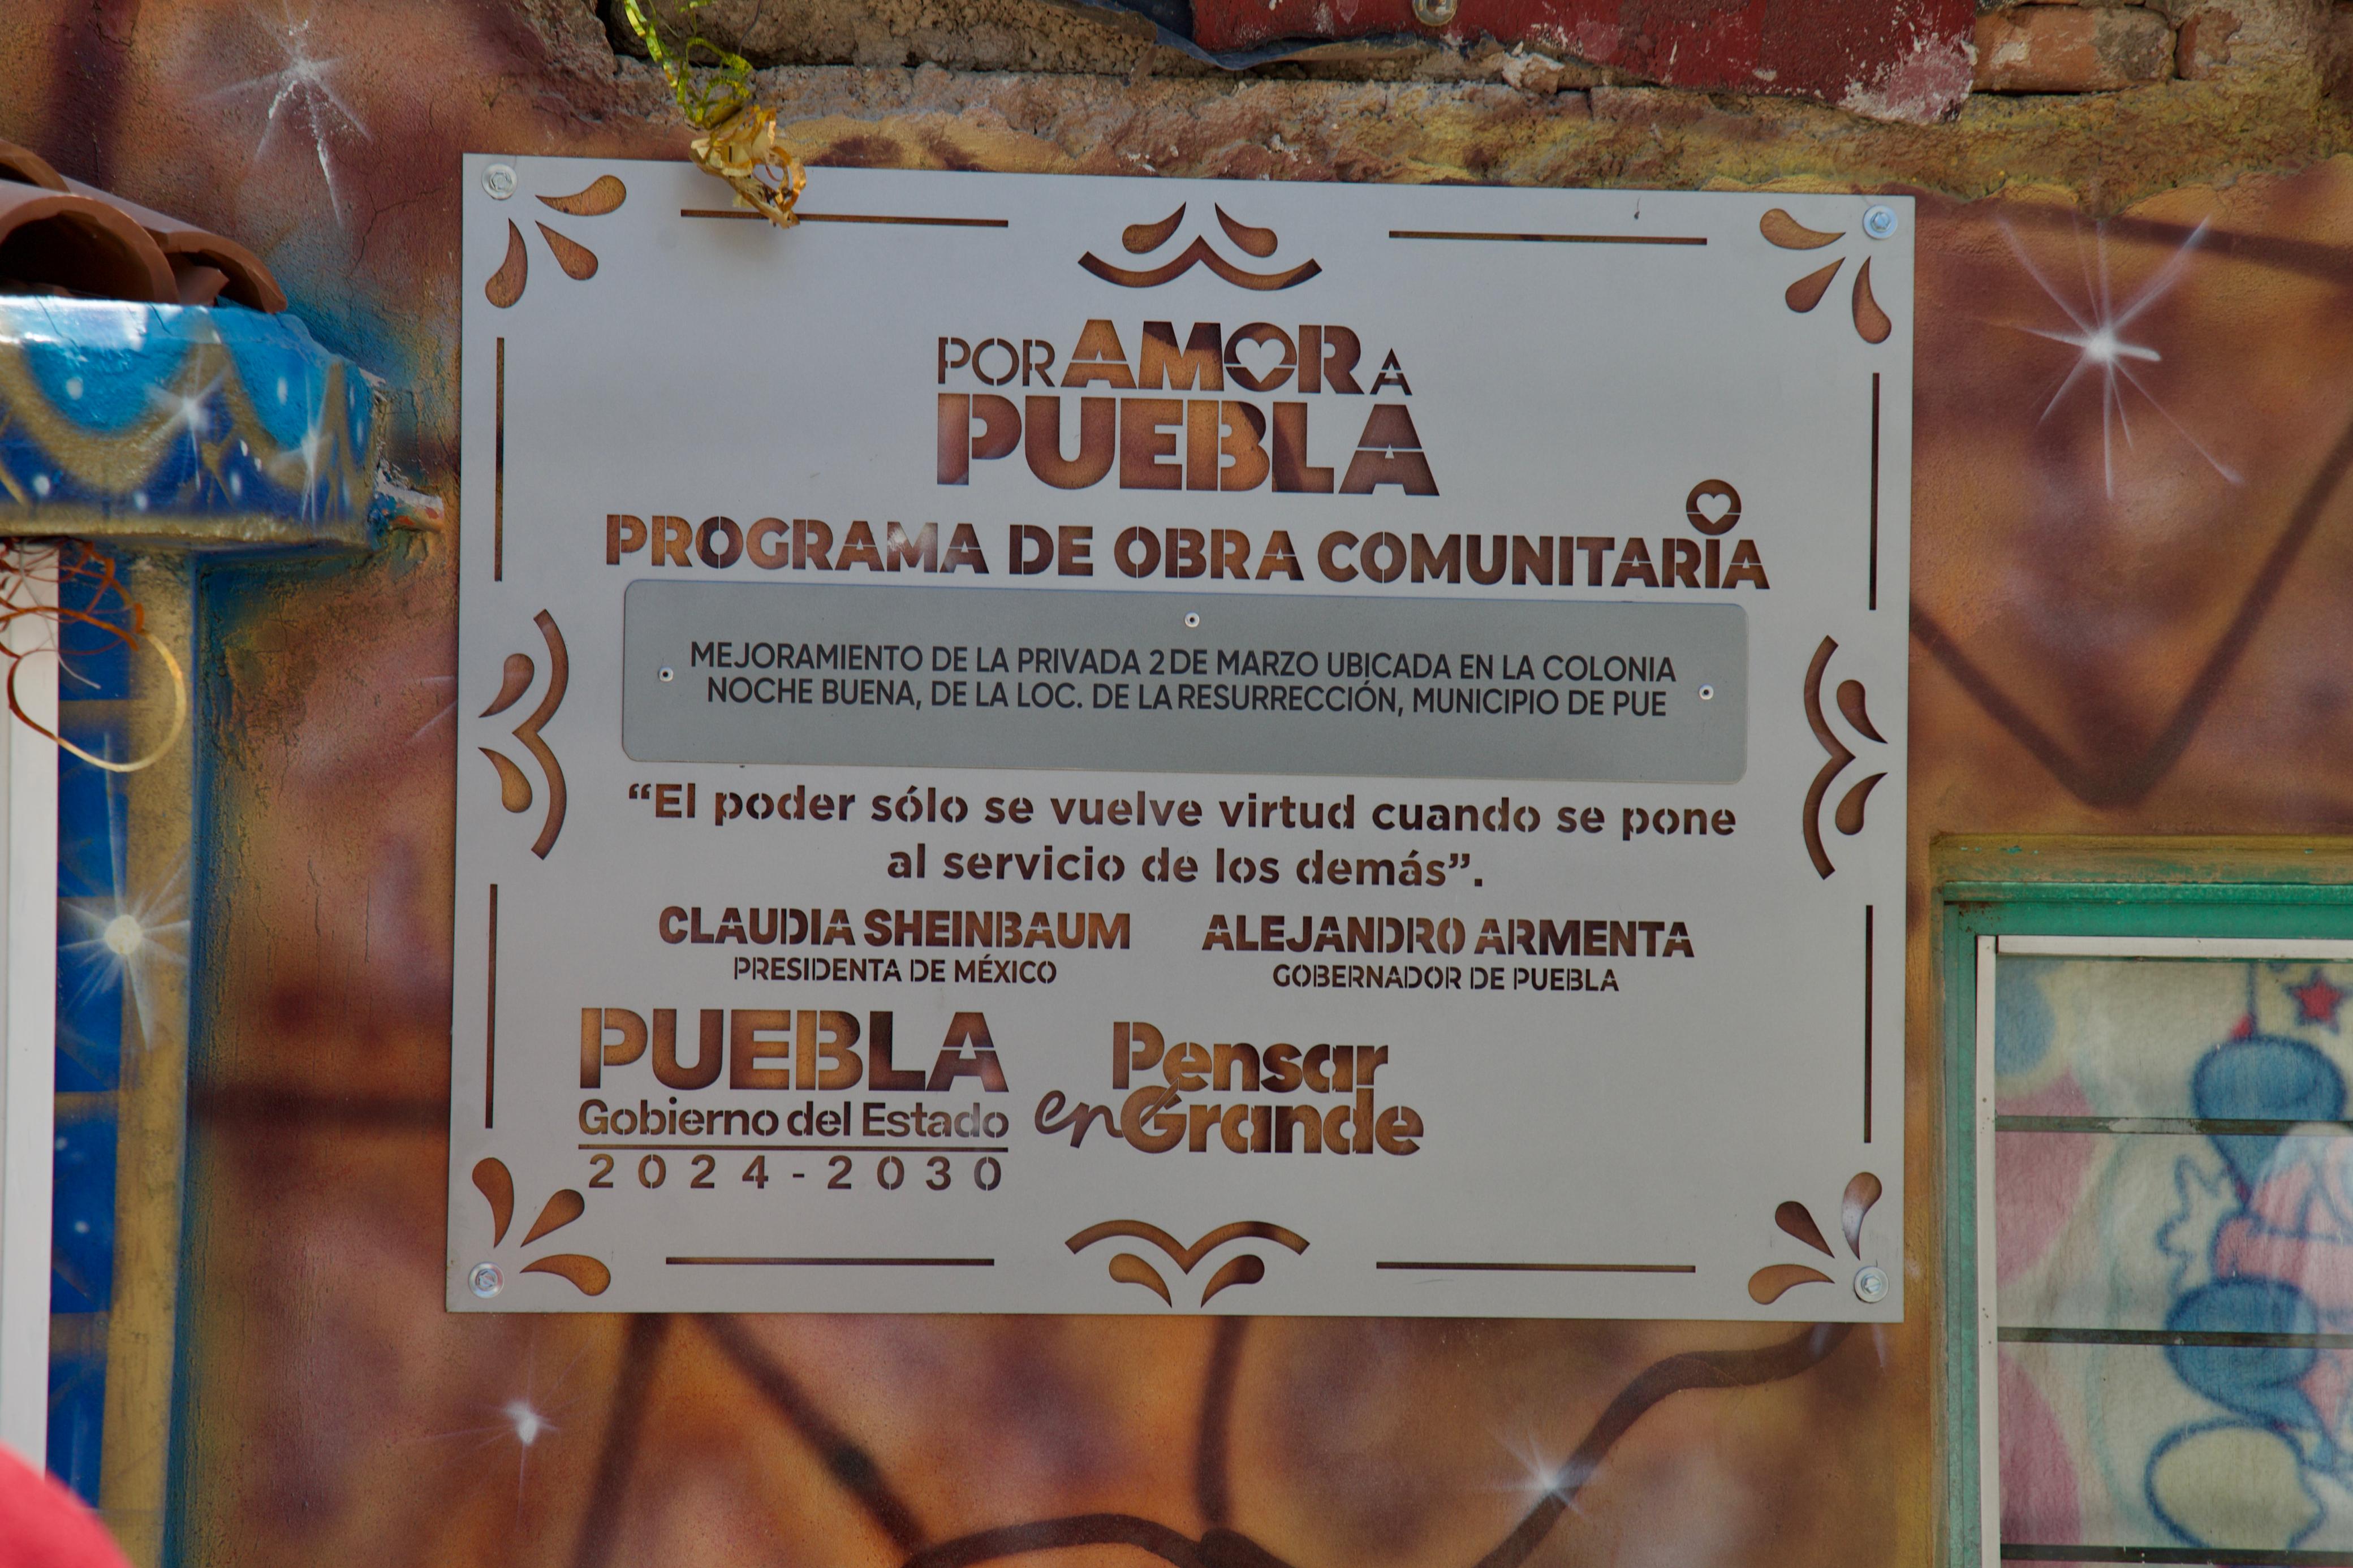 POR AMOR A
PUEBLA
PROGRAMA DE OBRA COMUNITARIA
MEJORAMIENTO DE LA PRIVADA 2 DE MARZO UBICADA EN LA COLONIA
NOCHE BUENA, DE LA LOC. DE LA RESURRECCIÓN, MUNICIPIO DE PUE
“El poder sólo se vuelve virtud cuando se pone
al servicio de los demás”.
CLAUDIA SHEINBAUM
PRESIDENTA DE MÉXICO
ALEJANDRO ARMENTA
GOBERNADOR DE PUEBLA
PUEBLA
Gobierno del Estado
2024-2030
Pensar
en Grande